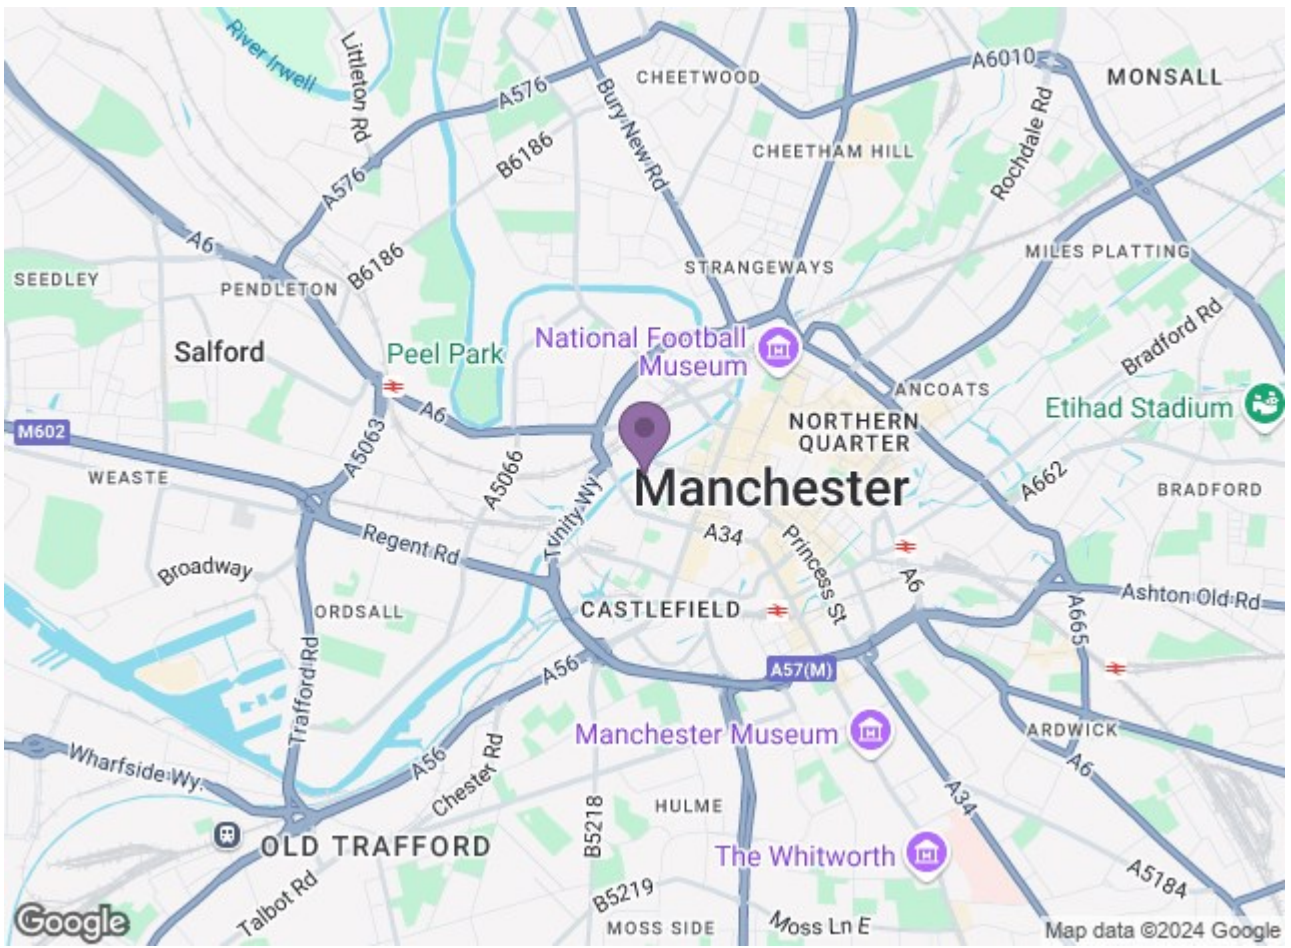 River Irwell
Littleton Rd
A576
CHEETWOOD
A6010
MONSALL
Bury New Rd
B6186
CHEETHAM HILL
Rochdale Rd
A576
A6
B6186
SEEDLEY
PENDLETON
STRANGEWAYS
MILES PLATTING
Salford
Peel Park
National Football
Museum
Bradford Rd
ANCOATS
A6
Etihad Stadium
NORTHERN
QUARTER
M602
A5063
WEASTE
A5066
Manchester
A662
BRADFORD
Trinity Wy
A34
Princess St
Regent Rd
Broadway
A6
Ashton Old Rd
ORDSALL
CASTLEFIELD
A665
Trafford Rd
A56
A57(M)
Manchester Museum
ARDWICK
Wharfside Wy.
A56
Chester Rd
A6
A34
HULME
B5218
OLD TRAFFORD
The Whitworth
A5184
Talbot Rd
B5219
MOSS SIDE
Moss Ln E
Google
Map data ©2024 Google